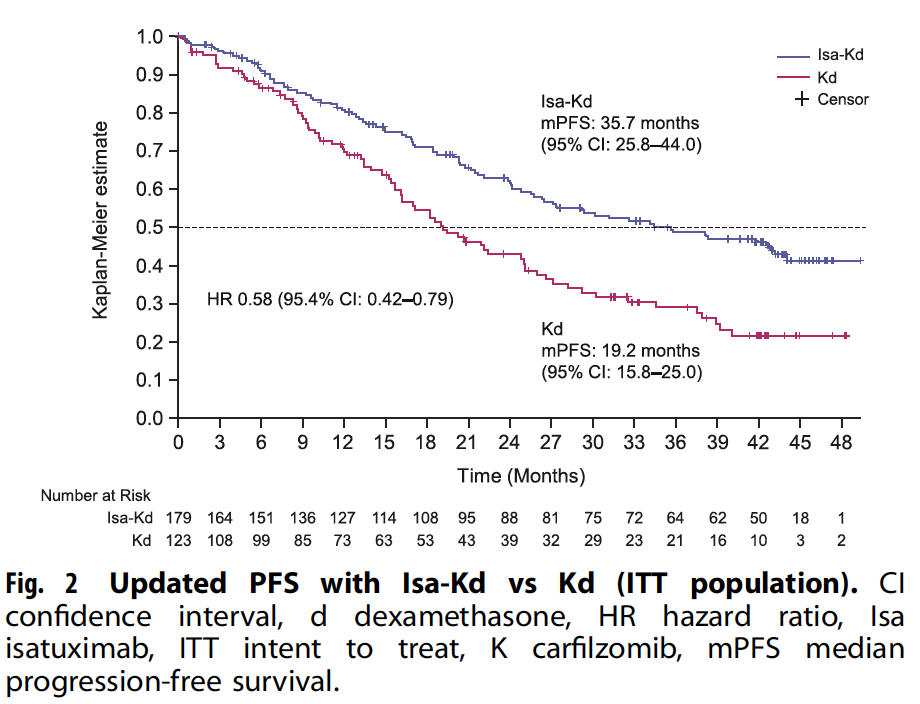 1.0
0.9
0.8
0.7
0.6
0.5
0.4
0.3
0.2
0.1
0.0
Kaplan-Meier estimate
Isa-Kd
Kd
Censor
Isa-Kd
mPFS: 35.7 months
(95% CI: 25.8–44.0)
HR 0.58 (95.4% CI: 0.42–0.79)
Kd
mPFS: 19.2 months
(95% CI: 15.8–25.0)
0 3 6 9 12 15 18 21 24 27 30 33 36 39 42 45 48
Time (Months)
Number at Risk
Isa-Kd 179 164 151 136 127 114 108 95 88 81 75 72 64 62 50 18 1
Kd 123 108 99 85 73 63 53 43 39 32 29 23 21 16 10 3 2
Fig. 2 Updated PFS with Isa-Kd vs Kd (ITT population). CI
confidence interval, d dexamethasone, HR hazard ratio, Isa
isatuximab, ITT intent to treat, K carfilzomib, mPFS median
progression-free survival.